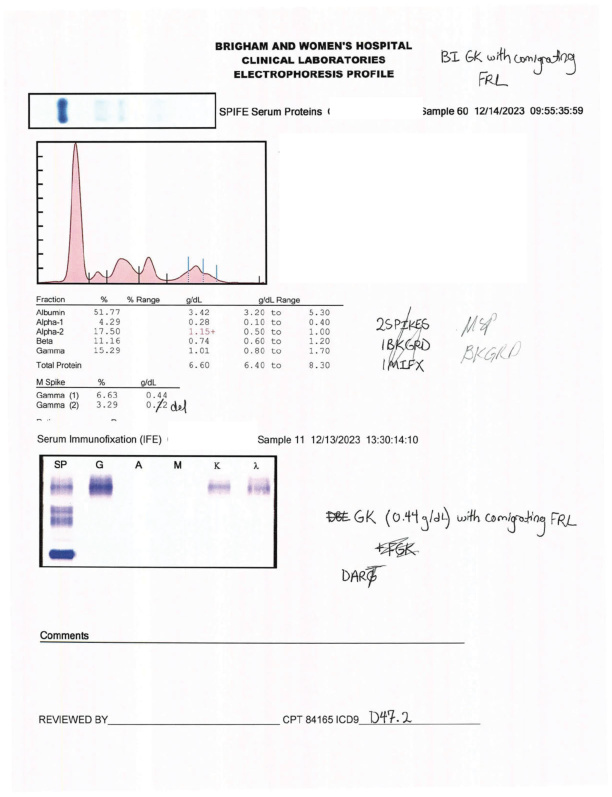 BRIGHAM AND WOMEN'S HOSPITAL
CLINICAL LABORATORIES
ELECTROPHORESIS PROFILE
BI GK with comigrating
FRL
SPIFE Serum Proteins
Sample 60 12/14/2023 09:55:35:59
Fraction % % Range g/dL g/dL Range
Albumin 51.77 3.42 3.20 to 5.30
Alpha-1 4.29 0.28 0.10 to 0.40
Alpha-2 17.50 1.15+ 0.50 to 1.00
Beta 11.16 0.74 0.60 to 1.20
Gamma 15.29 1.01 0.80 to 1.70
Total Protein 6.60 6.40 to 8.30
2SPIKES
1BKGRD
1MIFX
MSP
BKGRD
M Spike % g/dL
Gamma (1) 6.63 0.44
Gamma (2) 3.29 0.22 del
Serum Immunofixation (IFE)
Sample 11 12/13/2023 13:30:14:10
SP G A M K λ
GK (0.44g/dL) with comigrating FRL
+FGK
Comments
REVIEWED BY CPT 84165 ICD9 D47.2